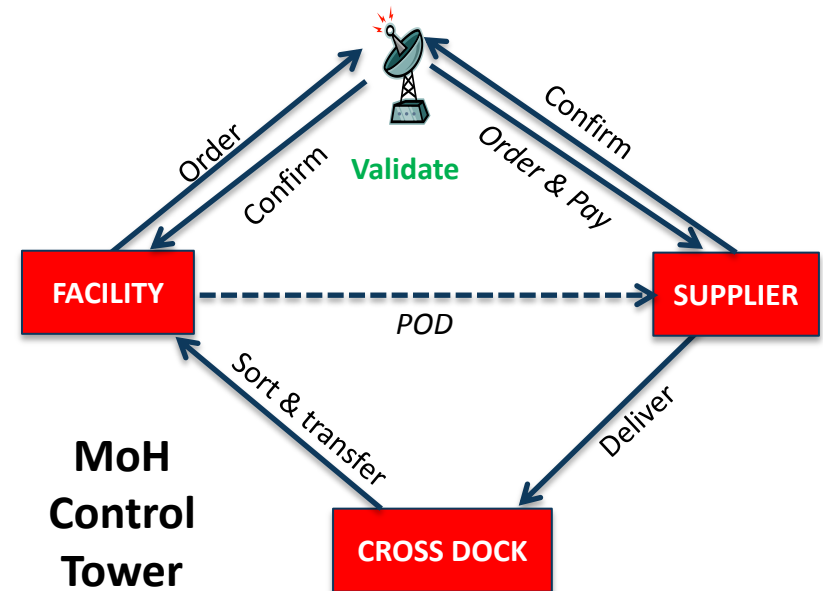 Order
Confirm
Validate
Order & Pay
Confirm
FACILITY
SUPPLIER
POD
Sort & transfer
Deliver
MoH
Control
Tower
CROSS DOCK